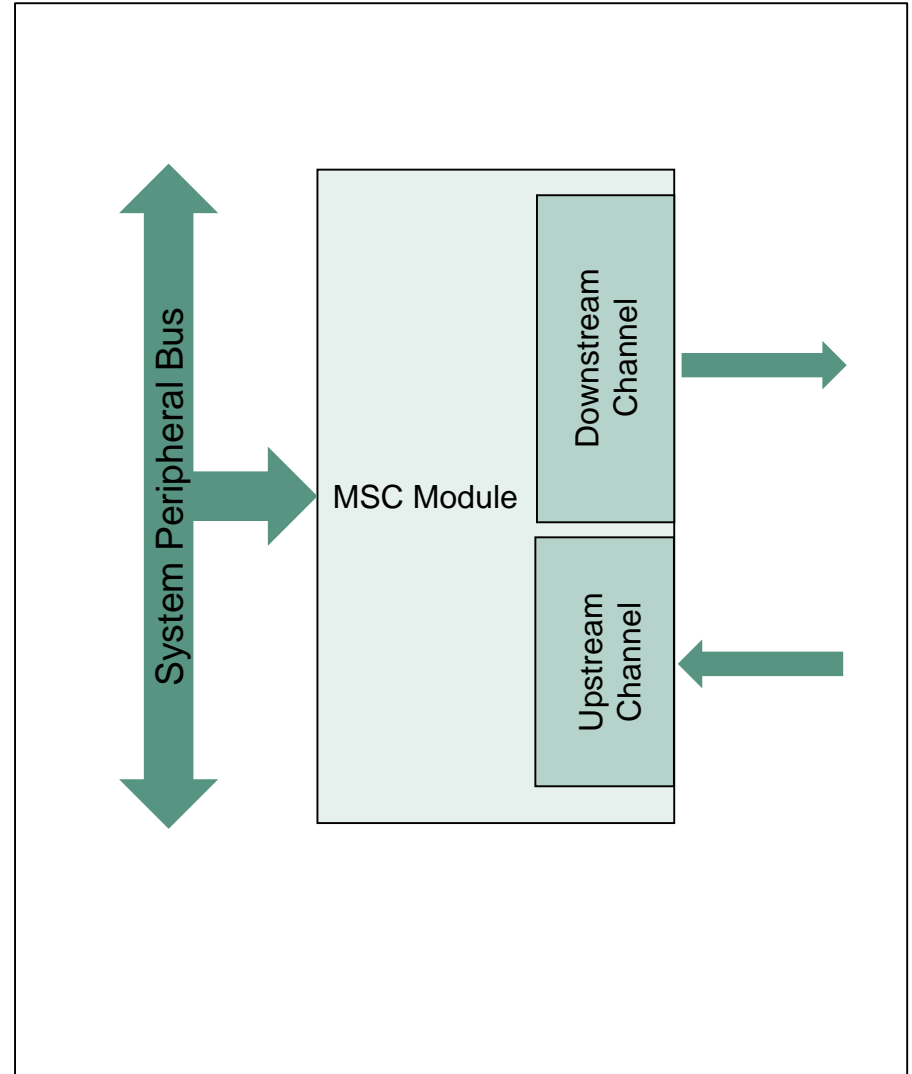 System Peripheral Bus
MSC Module
Downstream
Channel
Upstream
Channel